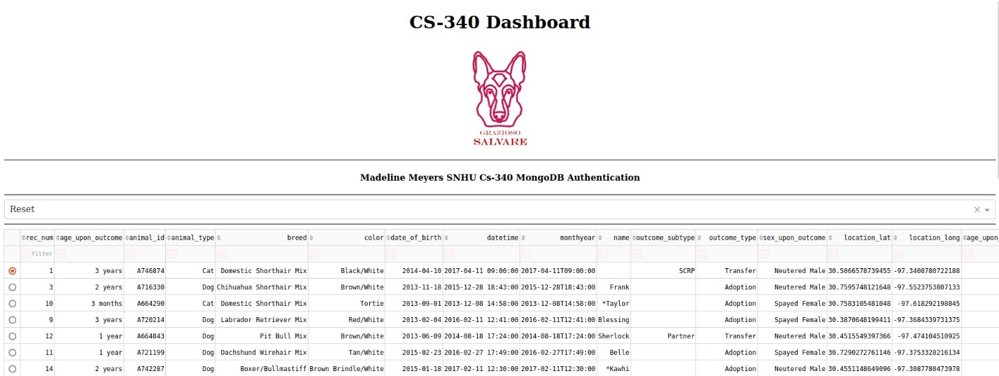 CS-340 Dashboard
GRAZIOSO
SALVARE
Madeline Meyers SNHU Cs-340 MongoDB Authentication
Reset
rec_num age_upon_outcome animal_id animal_type breed color date_of_birth datetime monthyear name outcome_subtype outcome_type sex_upon_outcome location_lat location_long age_upon_
filter
1 3 years A746874 Cat Domestic Shorthair Mix Black/White 2014-04-10 2017-04-11 09:00:00 2017-04-11T09:00:00 SCRP Transfer Neutered Male 30.5066578739455 -97.3408780722188
3 2 years A716330 Dog Chihuahua Shorthair Mix Brown/White 2013-11-18 2015-12-28 18:43:00 2015-12-28T18:43:00 Frank Adoption Neutered Male 30.7595748121648 -97.5523753807133
10 3 months A664290 Cat Domestic Shorthair Mix Tortie 2013-09-01 2013-12-08 14:58:00 2013-12-08T14:58:00 *Taylor Adoption Spayed Female 30.7583105481048 -97.618292198845
9 3 years A720214 Dog Labrador Retriever Mix Red/White 2013-02-04 2016-02-11 12:41:00 2016-02-11T12:41:00 Blessing Adoption Spayed Female 30.3870648199411 -97.3684339731375
12 1 year A664843 Dog Pit Bull Mix Brown/White 2013-06-09 2014-08-18 17:24:00 2014-08-18T17:24:00 Sherlock Partner Transfer Neutered Male 30.4515549397366 -97.474104510925
11 1 year A721199 Dog Dachshund Wirehair Mix Tan/White 2015-02-23 2016-02-27 17:49:00 2016-02-27T17:49:00 Belle Adoption Spayed Female 30.7290272761146 -97.3753328216134
14 2 years A742287 Dog Boxer/Bullmastiff Brown Brindle/White 2015-01-18 2017-02-11 12:30:00 2017-02-11T12:30:00 *Kawhi Adoption Neutered Male 30.4551148649096 -97.3087780473978